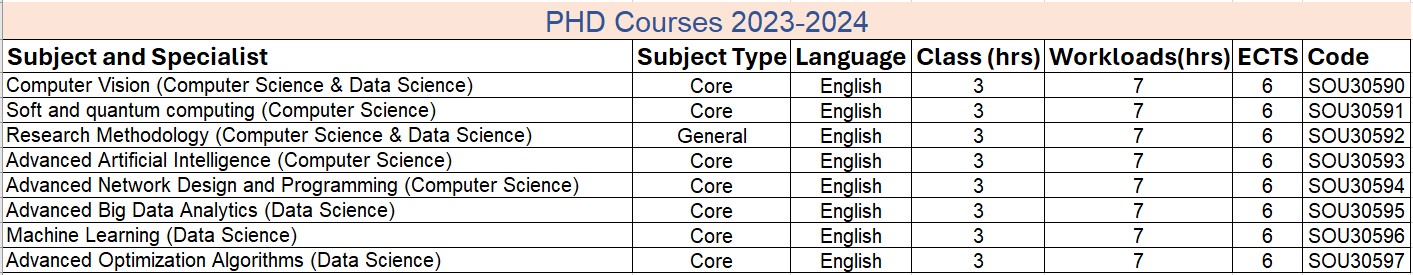 PHD Courses 2023-2024
Subject and Specialist Subject Type Language Class (hrs) Workloads(hrs) ECTS Code
Computer Vision (Computer Science & Data Science) Core English 3 7 6 SOU30590
Soft and quantum computing (Computer Science) Core English 3 7 6 SOU30591
Research Methodology (Computer Science & Data Science) General English 3 7 6 SOU30592
Advanced Artificial Intelligence (Computer Science) Core English 3 7 6 SOU30593
Advanced Network Design and Programming (Computer Science) Core English 3 7 6 SOU30594
Advanced Big Data Analytics (Data Science) Core English 3 7 6 SOU30595
Machine Learning (Data Science) Core English 3 7 6 SOU30596
Advanced Optimization Algorithms (Data Science) Core English 3 7 6 SOU30597